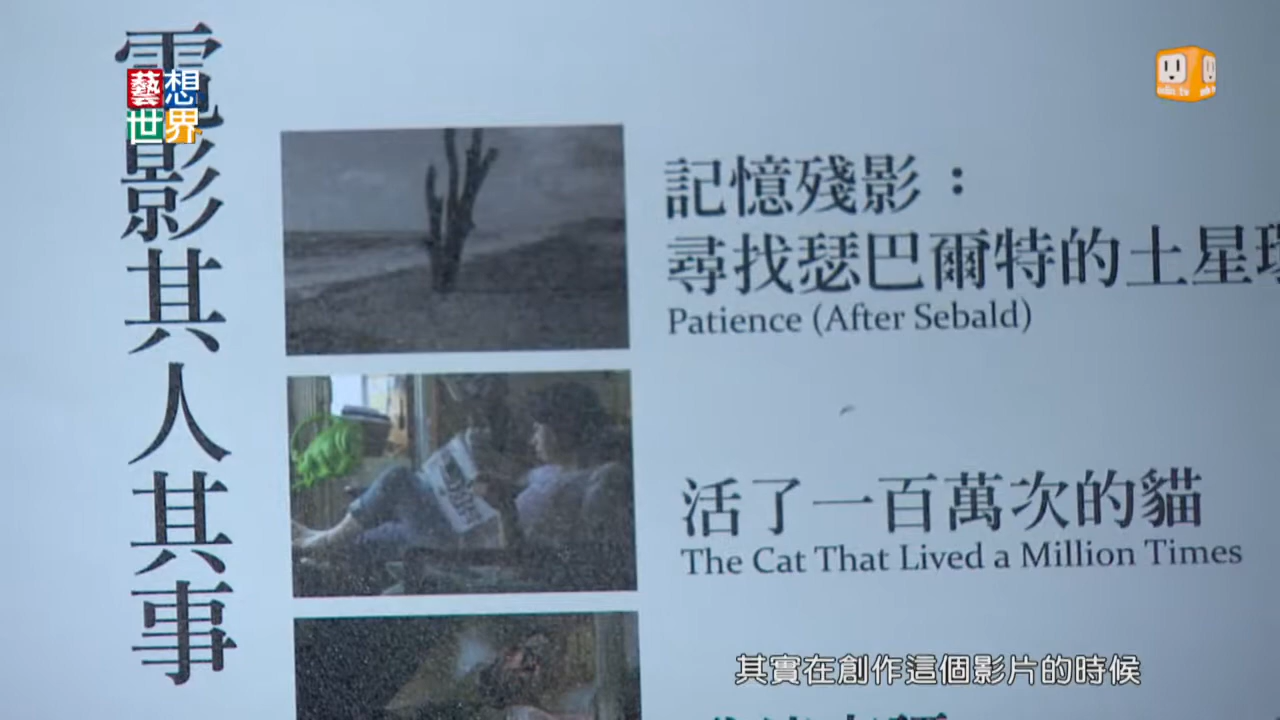 電影其人其事
藝想
世界
記憶殘影：
尋找瑟巴爾特的土星環
Patience (After Sebald)
活了一百萬次的貓
The Cat That Lived a Million Times
其實在創作這個影片的時候